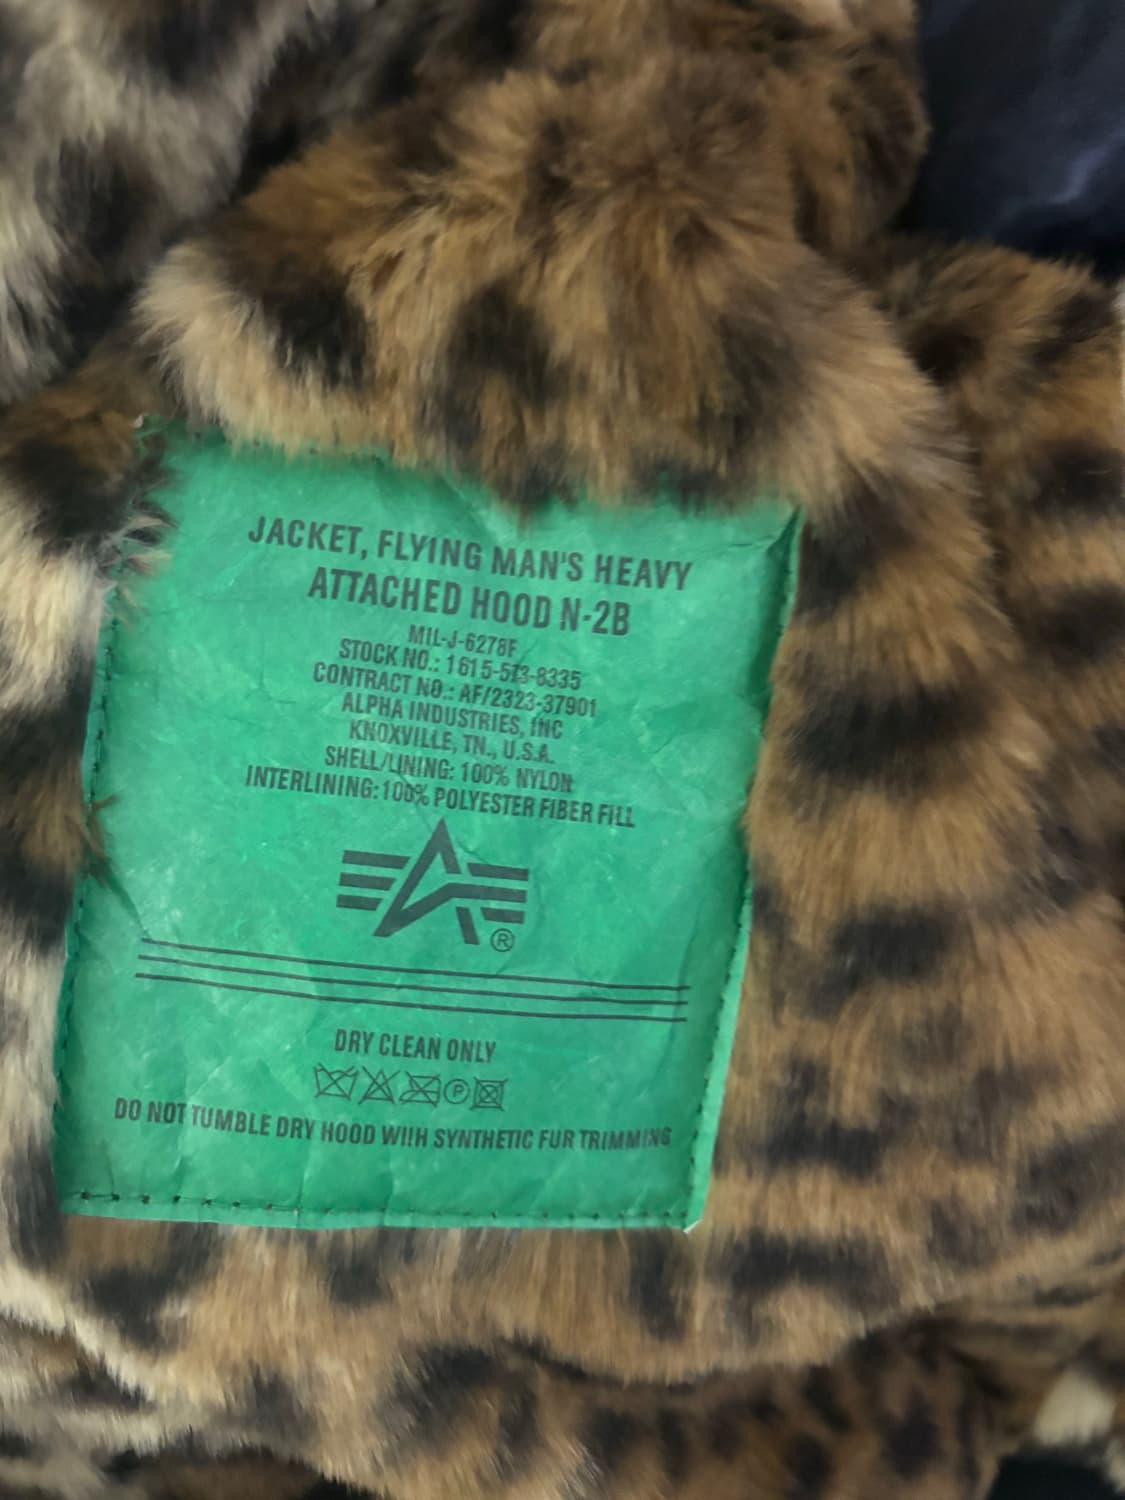 JACKET, FLYING MAN'S HEAVY
ATTACHED HOOD N-2B
MIL-J-6278F
STOCK NO.: 1615-573-8335
CONTRACT NO.: AF/2323-37901
ALPHA INDUSTRIES, INC
KNOXVILLE, TN., U.S.A.
SHELL/LINING: 100% NYLON
INTERLINING: 100% POLYESTER FIBER FILL
®
DRY CLEAN ONLY
P
DO NOT TUMBLE DRY HOOD WITH SYNTHETIC FUR TRIMMING